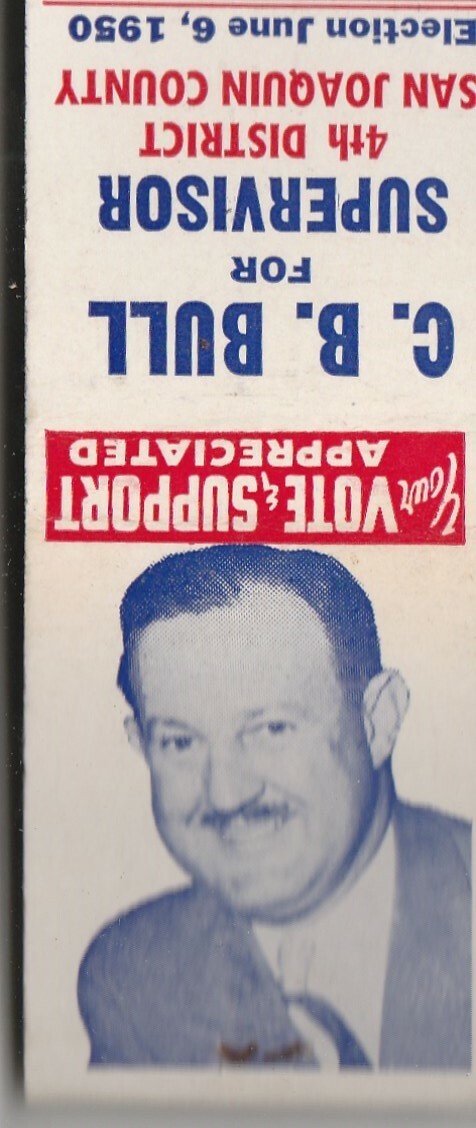 Your VOTE & SUPPORT
APPRECIATED
C. B. BULL
FOR
SUPERVISOR
4th DISTRICT
SAN JOAQUIN COUNTY
Election June 6, 1950